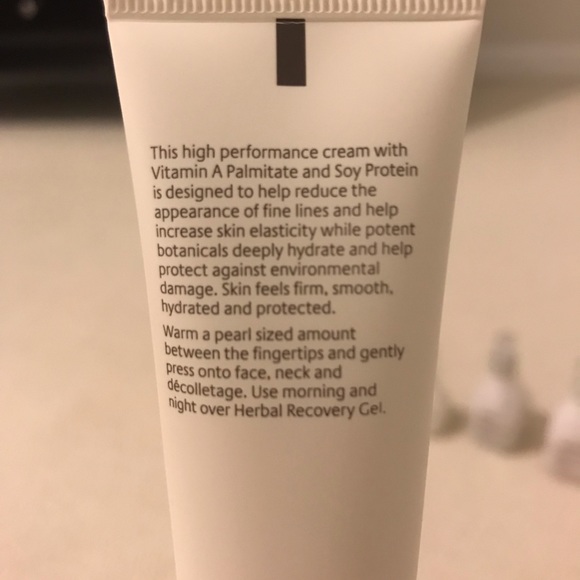 This high performance cream with
Vitamin A Palmitate and Soy Protein
is designed to help reduce the
appearance of fine lines and help
increase skin elasticity while potent
botanicals deeply hydrate and help
protect against environmental
damage. Skin feels firm, smooth,
hydrated and protected.
Warm a pearl sized amount
between the fingertips and gently
press onto face, neck and
décolletage. Use morning and
night over Herbal Recovery Gel.